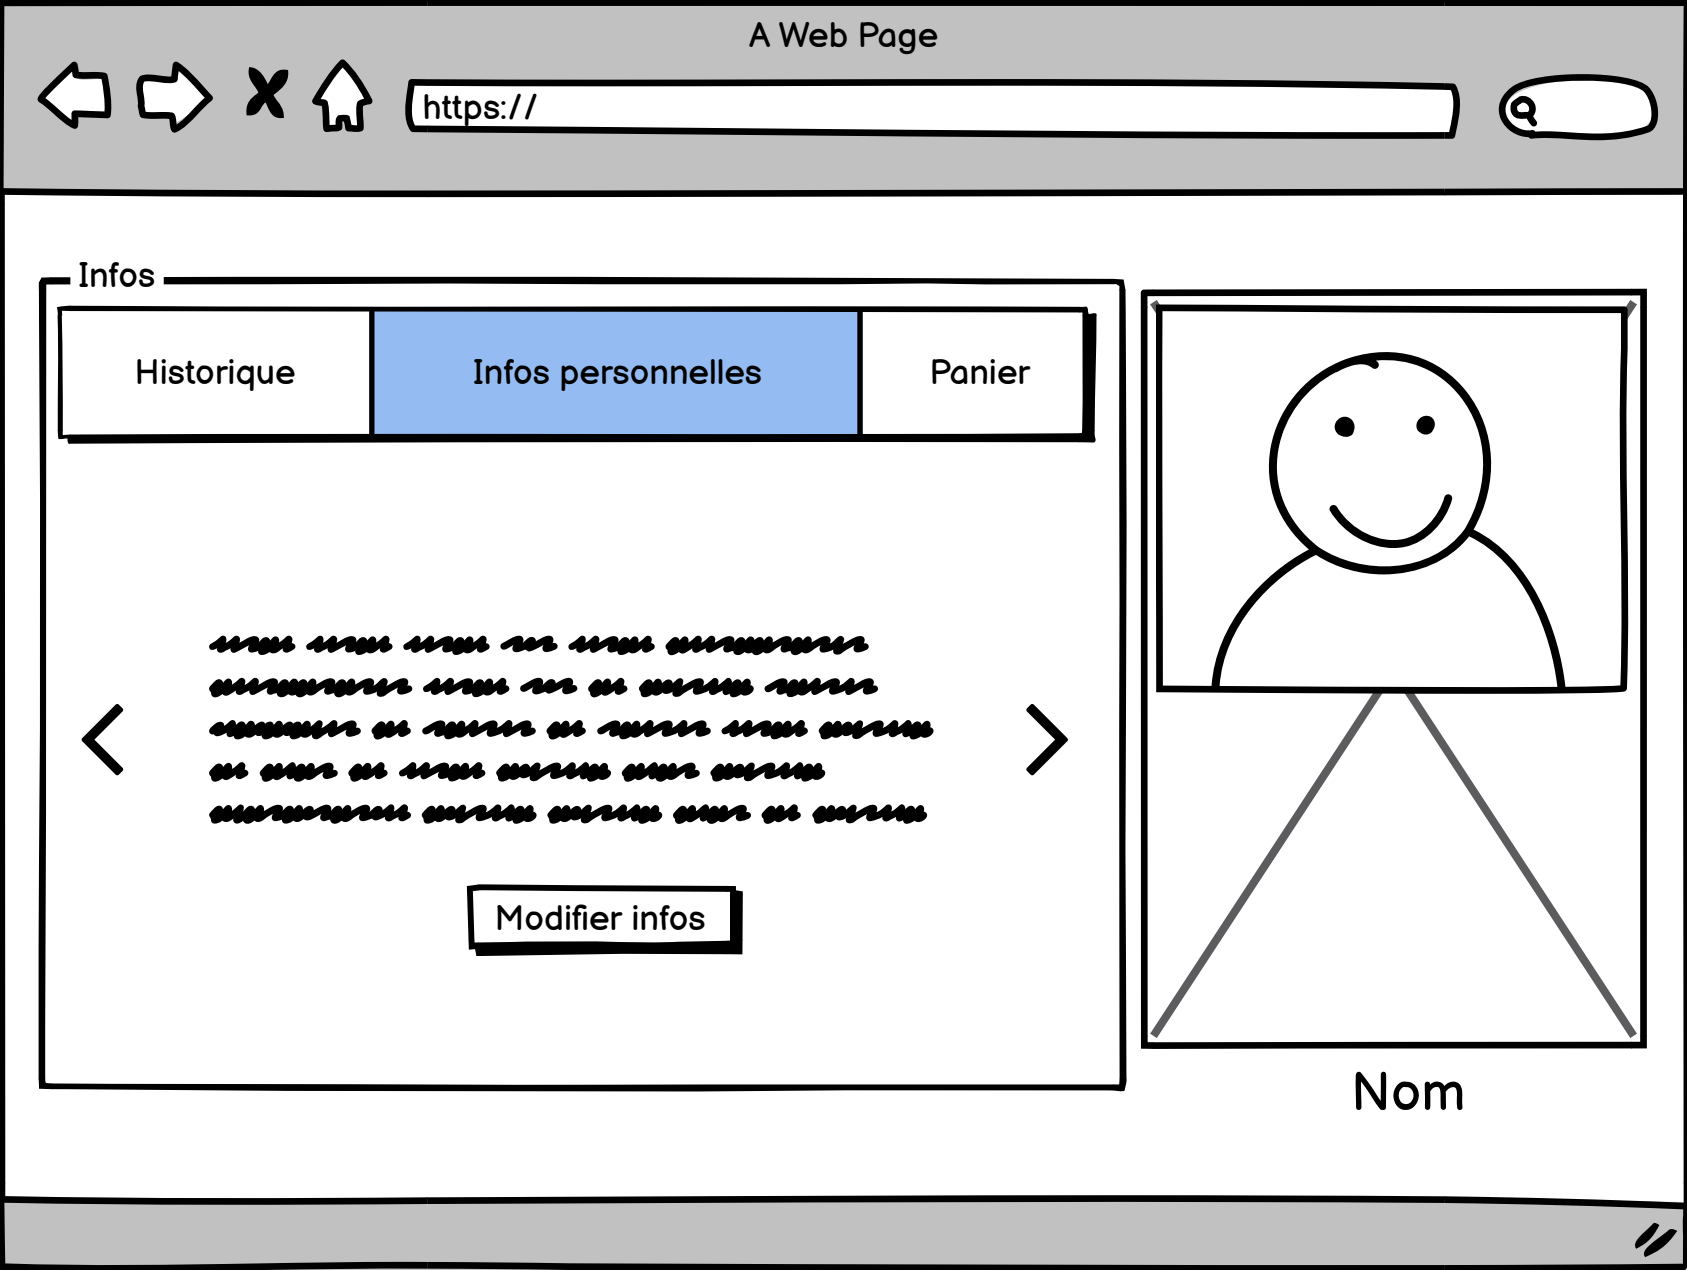 A Web Page
https://
Infos
Historique
Infos personnelles
Panier
Modifier infos
Nom